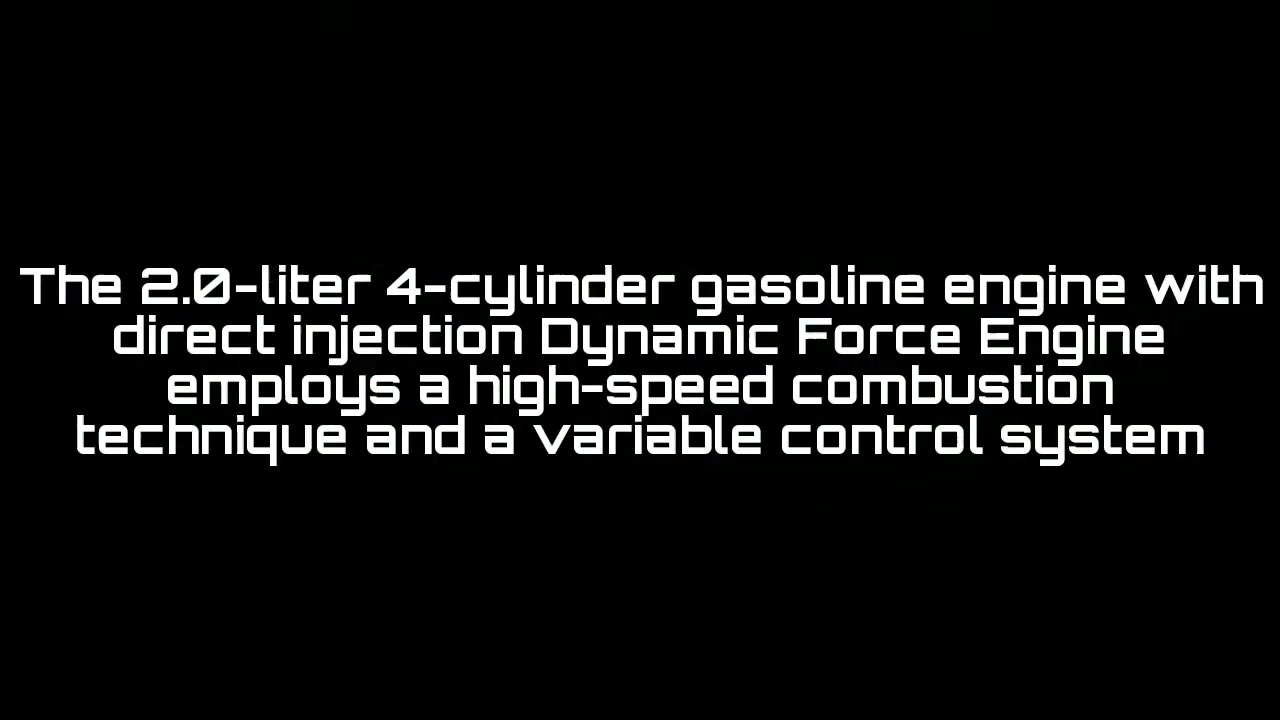 The 2.0-liter 4-cylinder gasoline engine with
direct injection Dynamic Force Engine
employs a high-speed combustion
technique and a variable control system